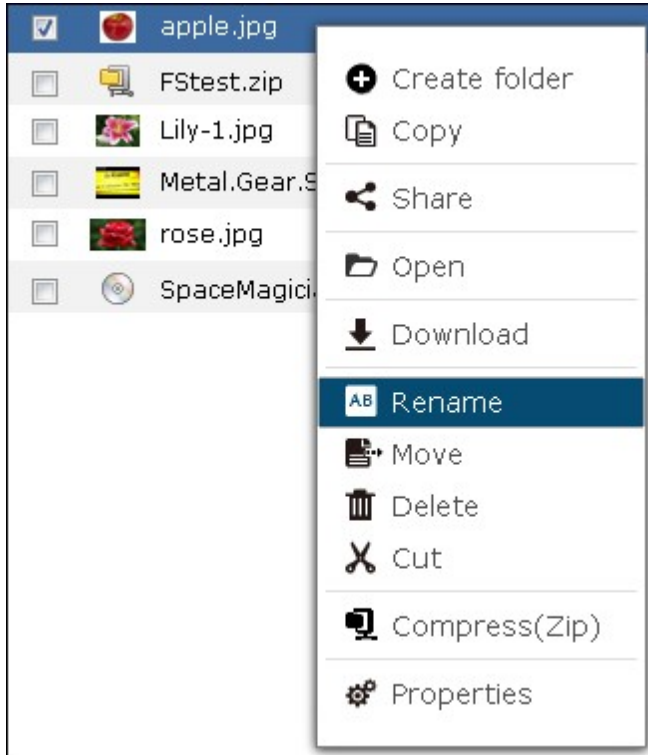 apple.jpg
FStest.zip
Lily-1.jpg
Metal.Gear.S
rose.jpg
SpaceMagici
Create folder
Copy
Share
Open
Download
AB Rename
Move
Delete
Cut
Compress(Zip)
Properties